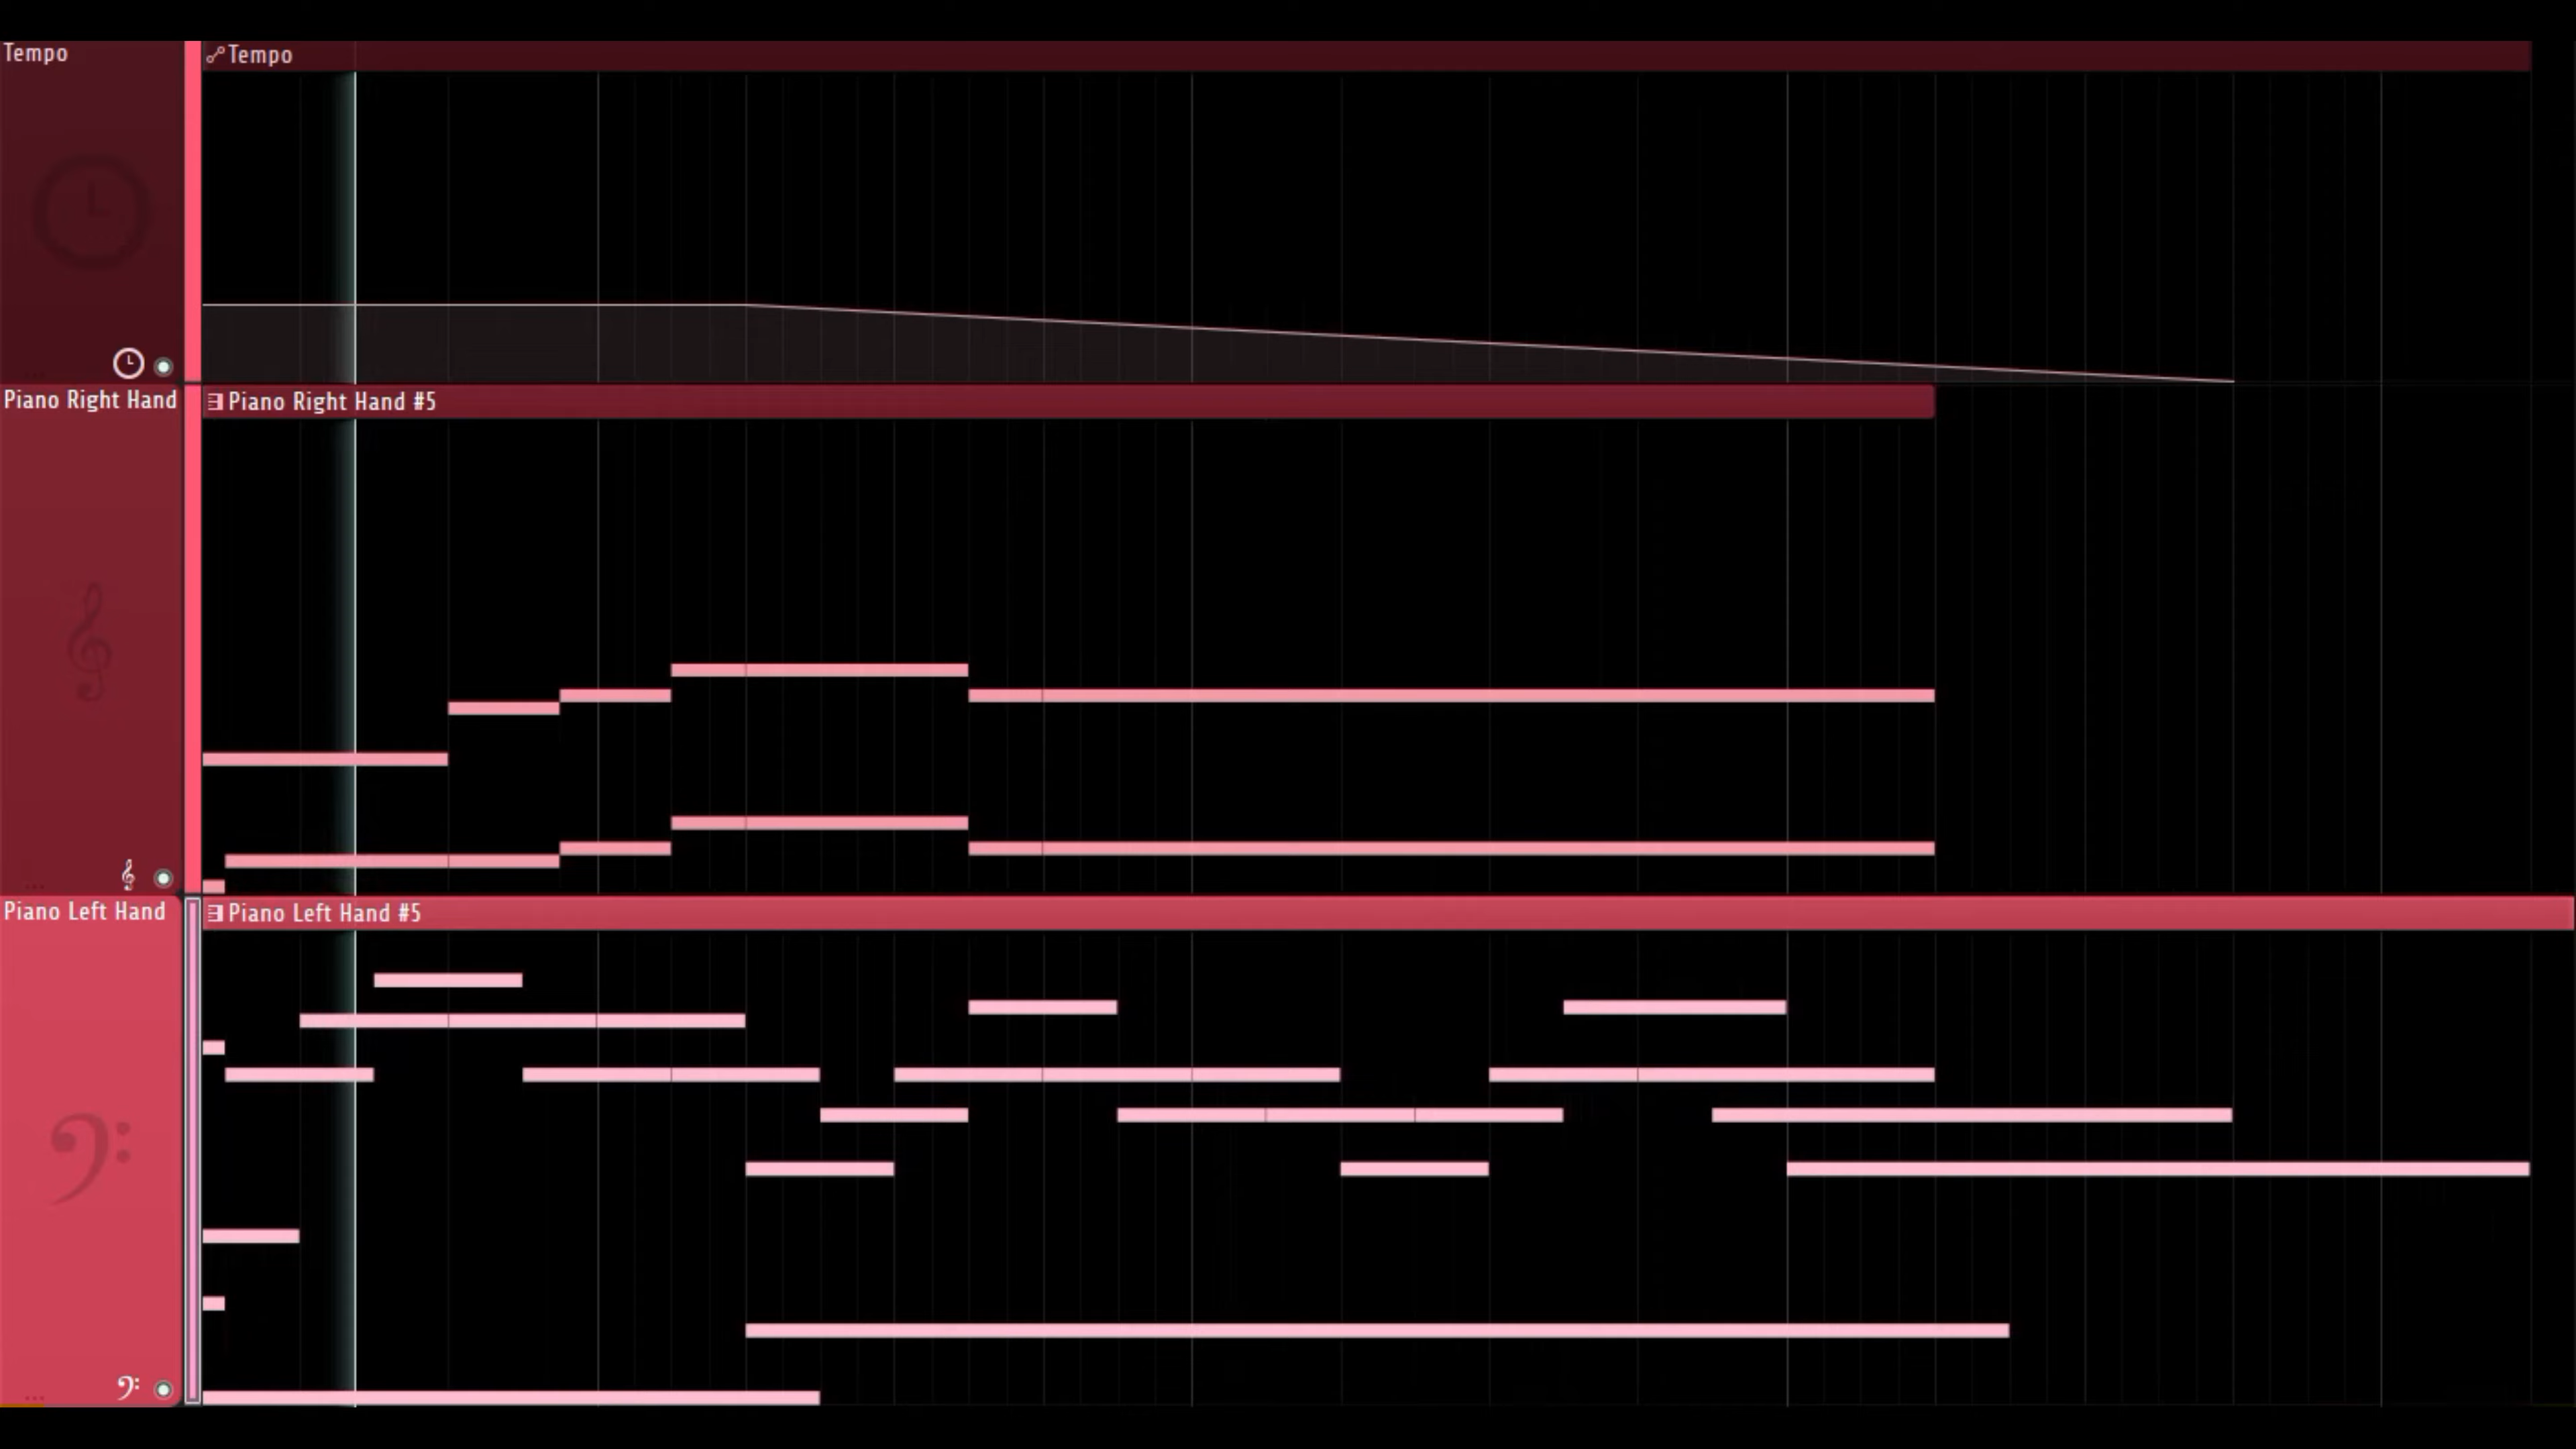 Tempo
Tempo
Piano Right Hand
Piano Right Hand #5
Piano Left Hand
Piano Left Hand #5